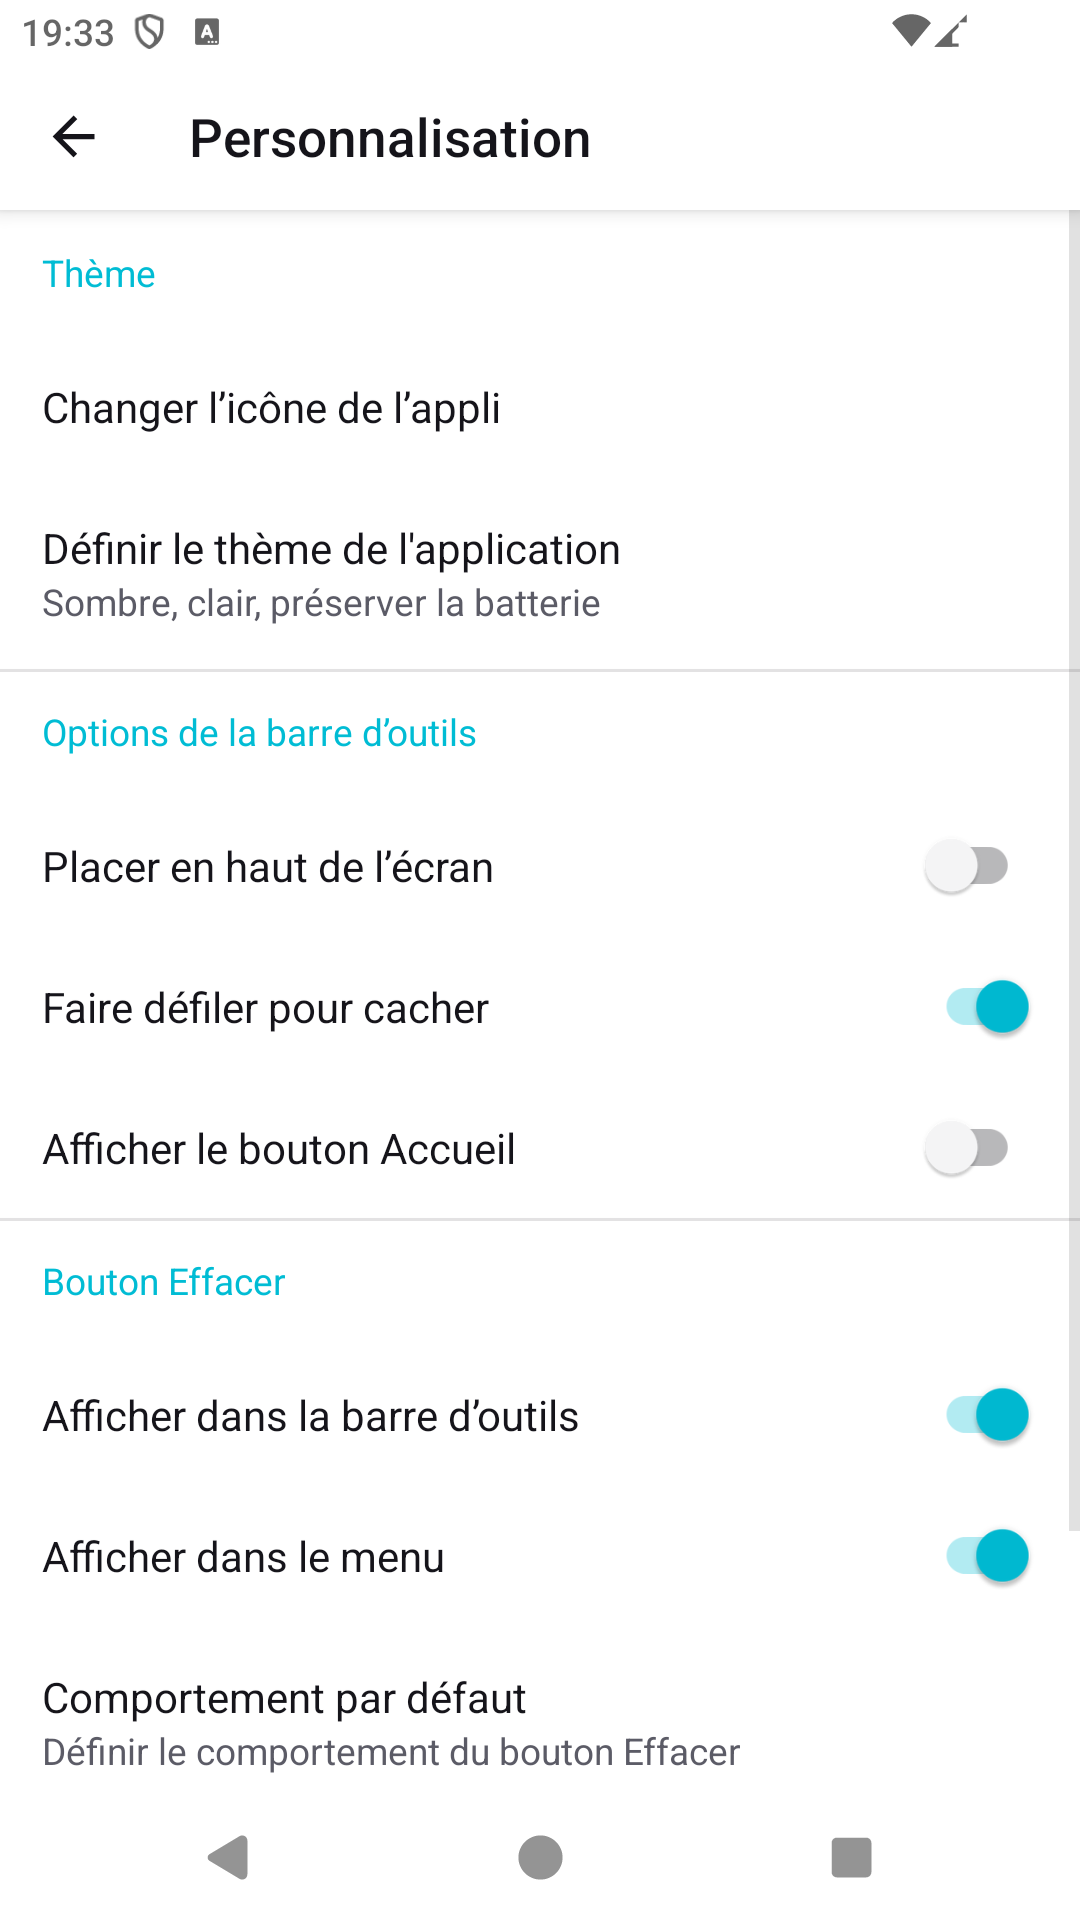 19:33
Personnalisation
Thème
Changer l’icône de l’appli
Définir le thème de l'application
Sombre, clair, préserver la batterie
Options de la barre d’outils
Placer en haut de l’écran
Faire défiler pour cacher
Afficher le bouton Accueil
Bouton Effacer
Afficher dans la barre d’outils
Afficher dans le menu
Comportement par défaut
Définir le comportement du bouton Effacer